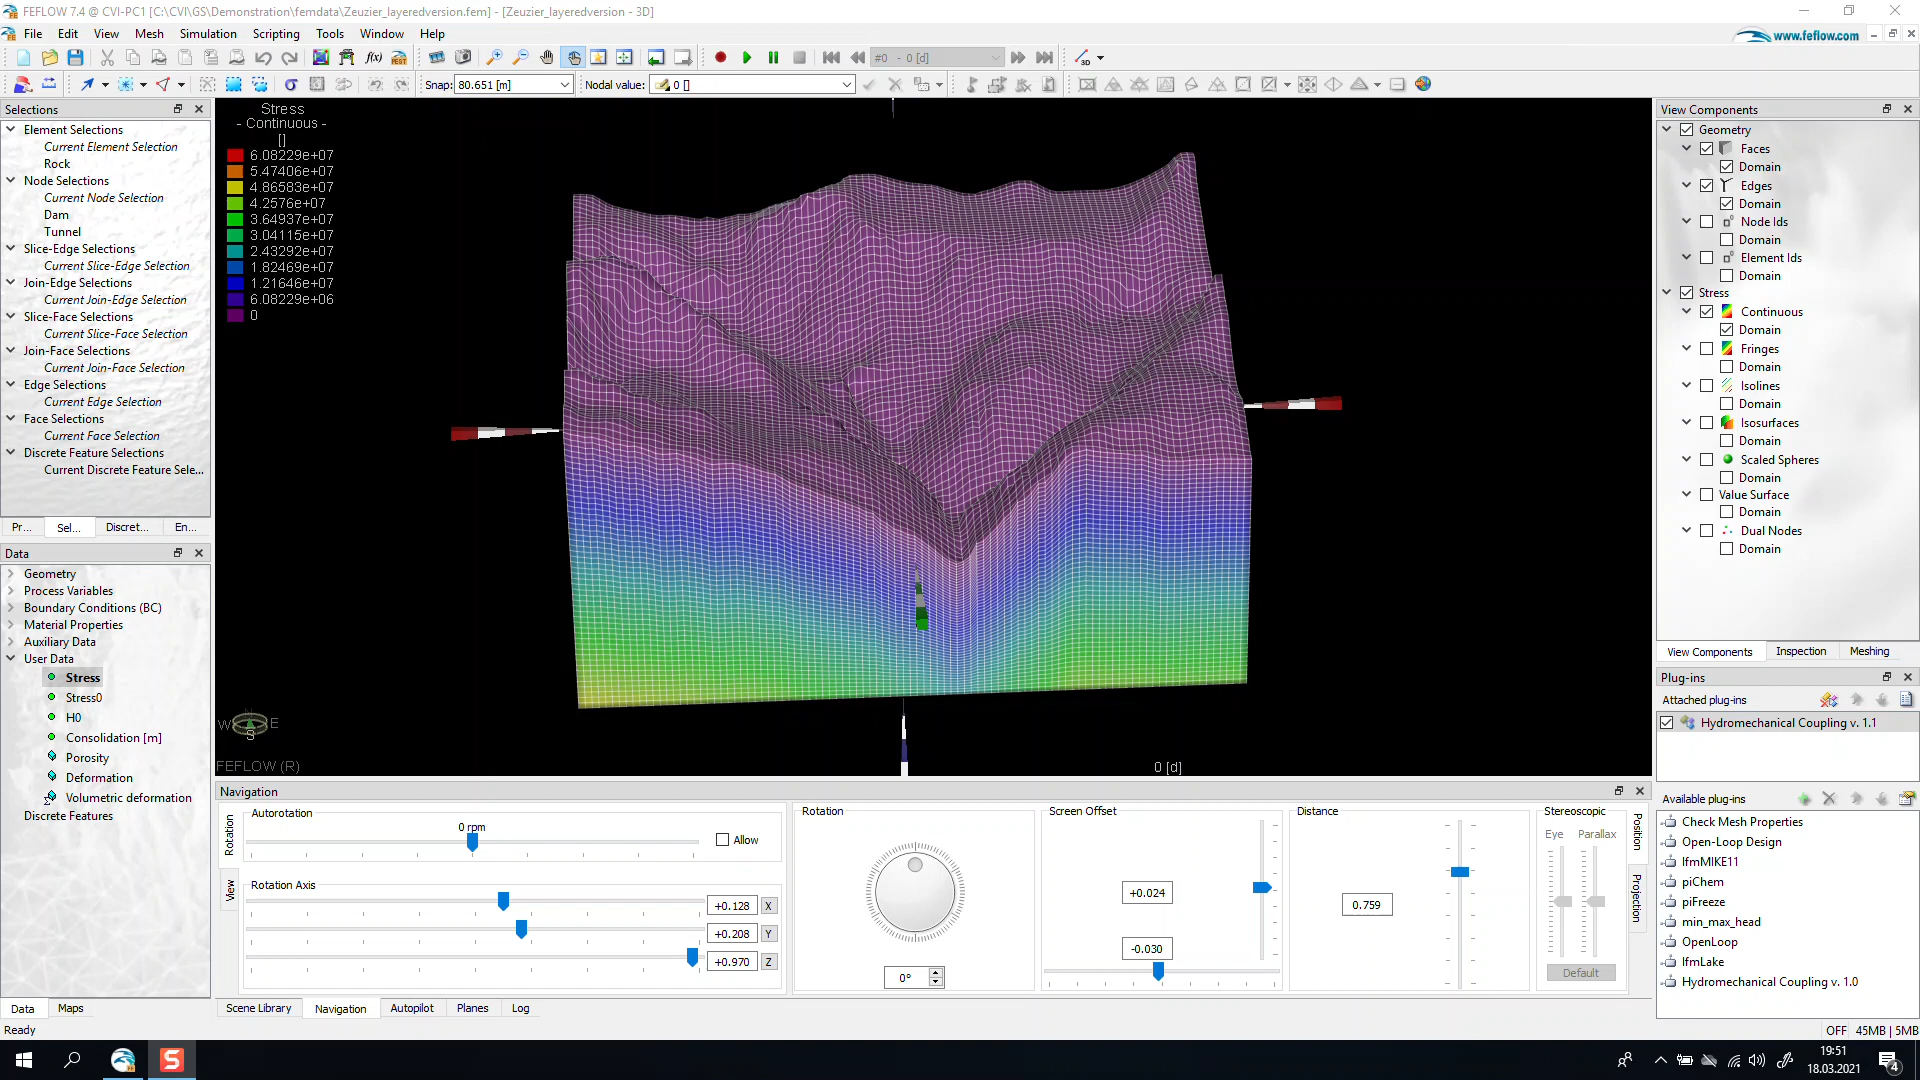 FEFLOW 7.4 @ CVI-PC1 [C:\CVI\GS\Demonstration\femdata\Zeuzier_layeredversion.fem] - [Zeuzier_layeredversion - 3D]
File Edit View Mesh Simulation Scripting Tools Window Help
www.feflow.com
f(x)
PEST
#0 - 0 [d]
3D
Snap: 80.651 [m]
Nodal value: 0 []
Selections
Element Selections
Current Element Selection
Rock
Node Selections
Current Node Selection
Dam
Tunnel
Slice-Edge Selections
Current Slice-Edge Selection
Join-Edge Selections
Current Join-Edge Selection
Slice-Face Selections
Current Slice-Face Selection
Join-Face Selections
Current Join-Face Selection
Edge Selections
Current Edge Selection
Face Selections
Current Face Selection
Discrete Feature Selections
Current Discrete Feature Sele...
Pr... Sel... Discret... En...
Data
Geometry
Process Variables
Boundary Conditions (BC)
Material Properties
Auxiliary Data
User Data
Stress
Stress0
H0
Consolidation [m]
Porosity
Deformation
Volumetric deformation
Discrete Features
Data Maps
Ready
Stress
- Continuous -
[]
6.08229e+07
5.47406e+07
4.86583e+07
4.2576e+07
3.64937e+07
3.04115e+07
2.43292e+07
1.82469e+07
1.21646e+07
6.08229e+06
0
W N E
S
FEFLOW (R)
0 [d]
Navigation
Rotation
View
Autorotation
0 rpm
Allow
Rotation Axis
+0.128 X
+0.208 Y
+0.970 Z
Rotation
0°
Screen Offset
+0.024
-0.030
Distance
0.759
Stereoscopic
Eye Parallax
Default
Position
Projection
Scene Library Navigation Autopilot Planes Log
View Components
Geometry
Faces
Domain
Edges
Domain
Node Ids
Domain
Element Ids
Domain
Stress
Continuous
Domain
Fringes
Domain
Isolines
Domain
Isosurfaces
Domain
Scaled Spheres
Domain
Value Surface
Domain
Dual Nodes
Domain
View Components Inspection Meshing
Plug-ins
Attached plug-ins
Hydromechanical Coupling v. 1.1
Available plug-ins
Check Mesh Properties
Open-Loop Design
IfmMIKE11
piChem
piFreeze
min_max_head
OpenLoop
IfmLake
Hydromechanical Coupling v. 1.0
OFF 45MB | 5MB
S
19:51
18.03.2021
4